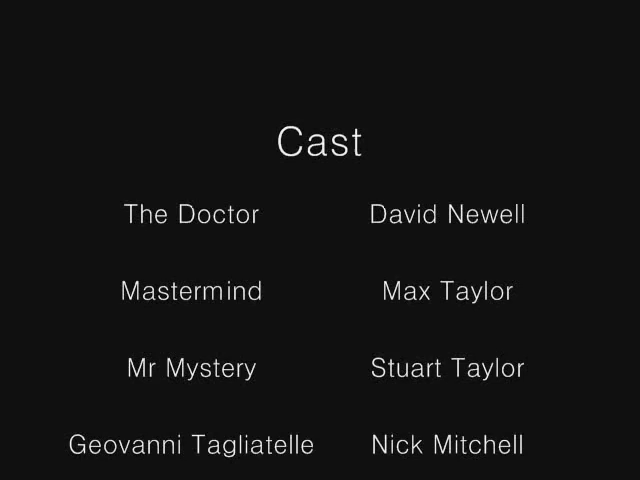 Cast
The Doctor David Newell
Mastermind Max Taylor
Mr Mystery Stuart Taylor
Geovanni Tagliatelle Nick Mitchell